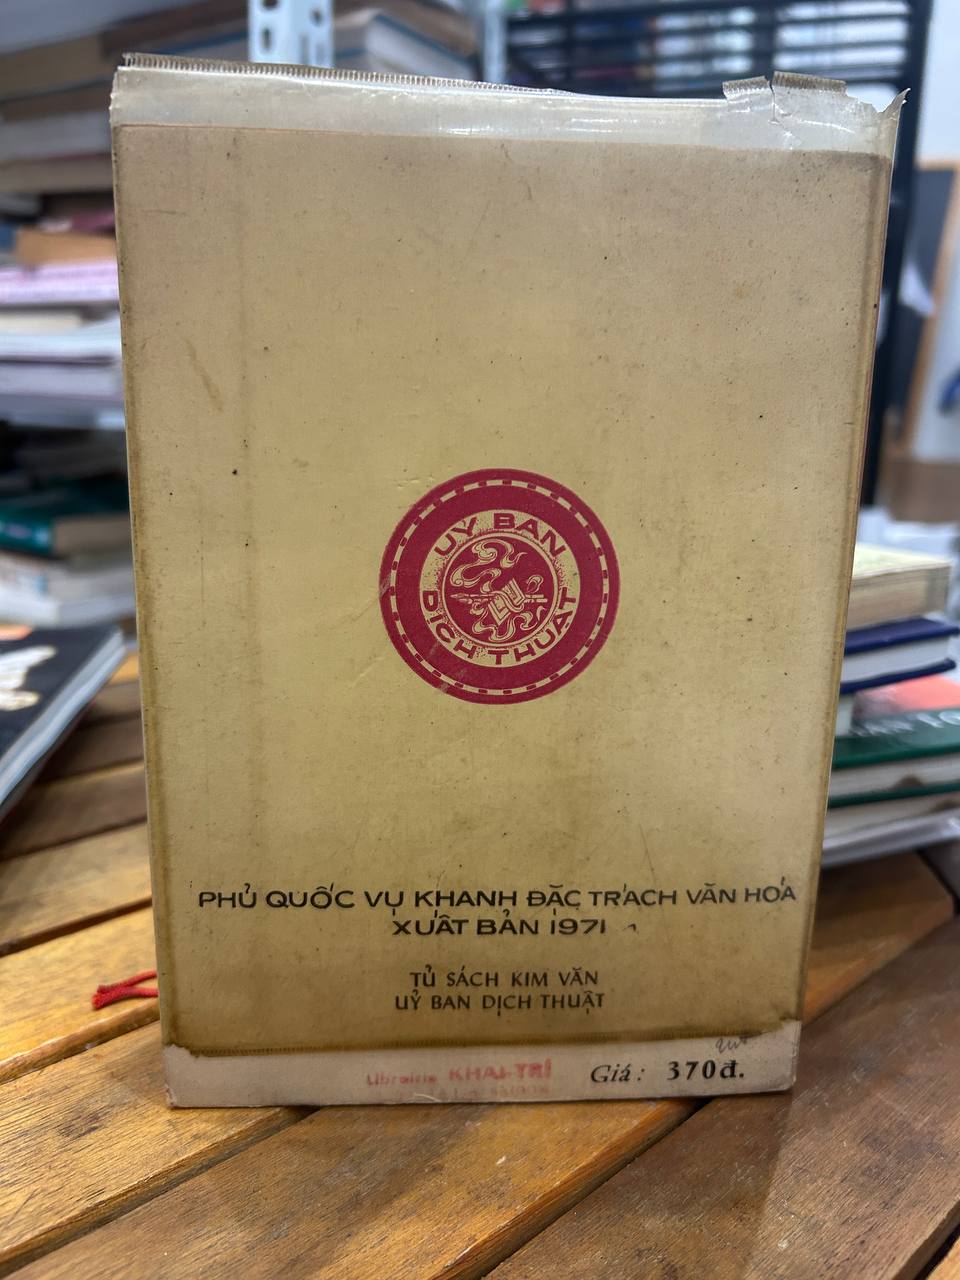 UỶ BAN
DỊCH THUẬT
PHỦ QUỐC VỤ KHANH ĐẶC TRÁCH VĂN HÓA
XUẤT BẢN 1971
TỦ SÁCH KIM VĂN
UỶ BAN DỊCH THUẬT
Librairie KHAI-TRÍ
Giá: 370đ.